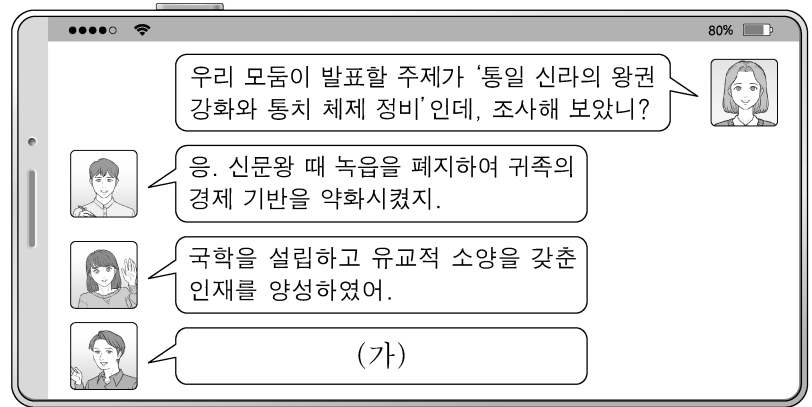 80%
우리 모둠이 발표할 주제가 ‘통일 신라의 왕권
강화와 통치 체제 정비’인데, 조사해 보았니?
응. 신문왕 때 녹읍을 폐지하여 귀족의
경제 기반을 약화시켰지.
국학을 설립하고 유교적 소양을 갖춘
인재를 양성하였어.
(가)